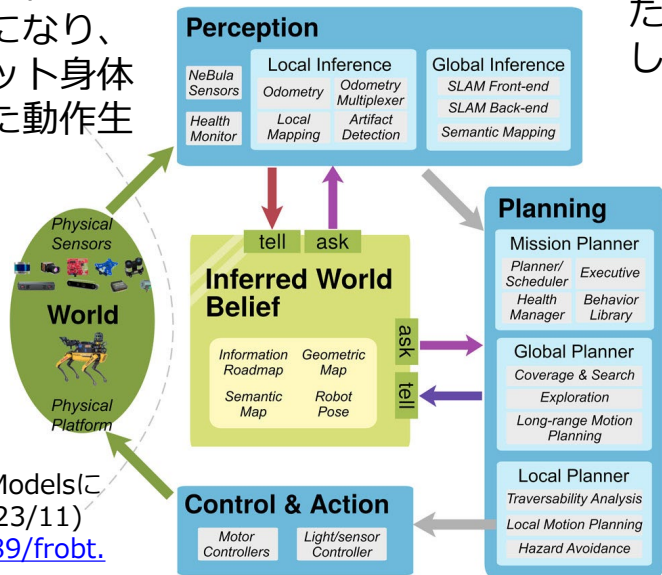 になり、
ット身体
た動作生
た
し
Perception
NeBula
Sensors
Health
Monitor
Local Inference
Odometry
Odometry
Multiplexer
Local
Mapping
Artifact
Detection
Global Inference
SLAM Front-end
SLAM Back-end
Semantic Mapping
tell
ask
Physical
Sensors
World
Physical
Platform
Inferred World
Belief
Information
Roadmap
Geometric
Map
Semantic
Map
Robot
Pose
ask
tell
Planning
Mission Planner
Planner/
Scheduler
Executive
Health
Manager
Behavior
Library
Global Planner
Coverage & Search
Exploration
Long-range Motion
Planning
Local Planner
Traversability Analysis
Local Motion Planning
Hazard Avoidance
Control & Action
Motor
Controllers
Light/sensor
Controller
Modelsに
23/11)
39/frobt.